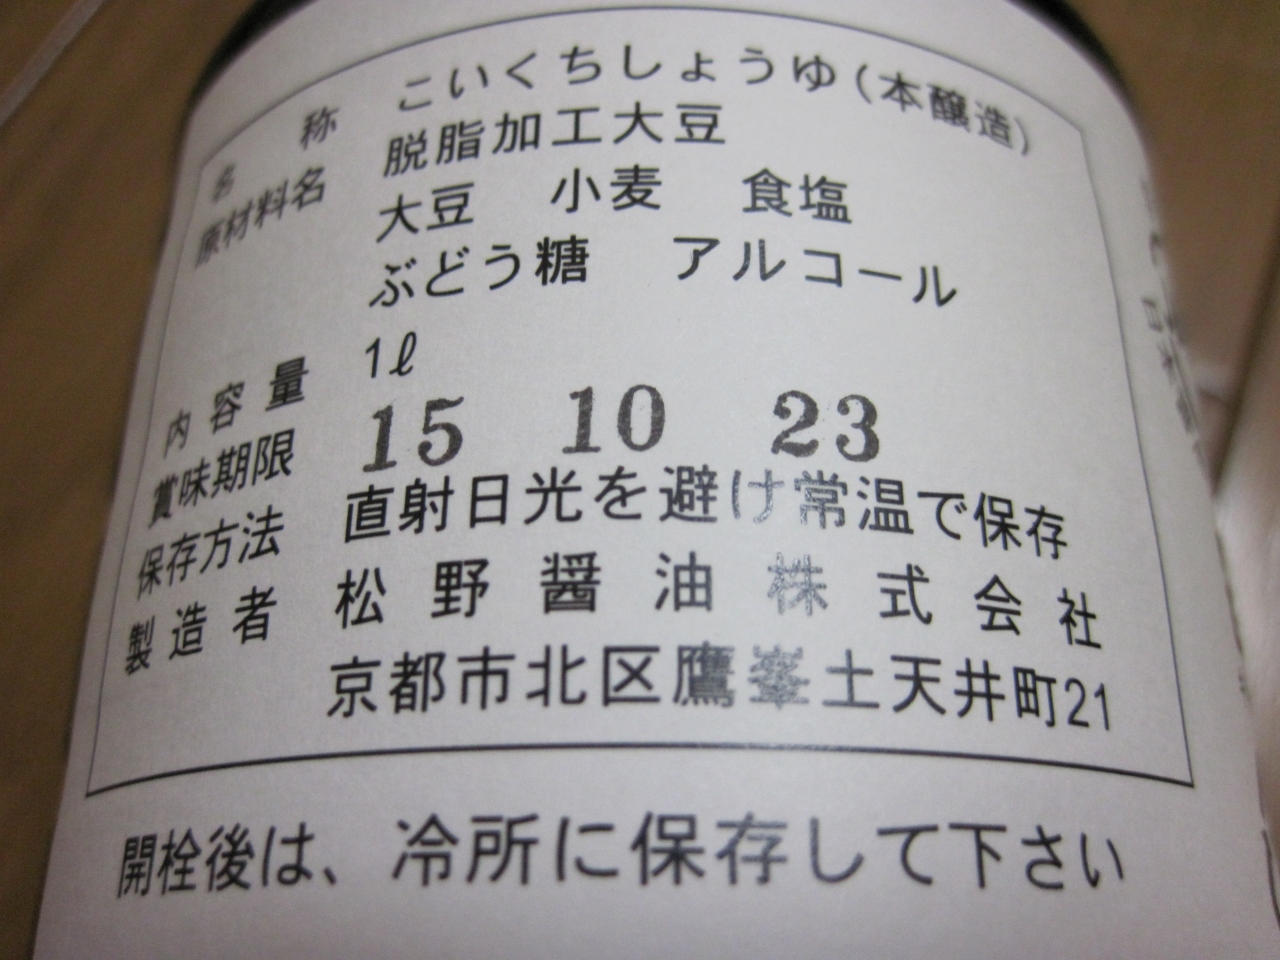 名称 こいくちしょうゆ(本醸造)
原材料名 脱脂加工大豆
大豆 小麦 食塩
ぶどう糖 アルコール
内容量 1ℓ
賞味期限 15 10 23
保存方法 直射日光を避け常温で保存
製造者 松野醤油株式会社
京都市北区鷹峯土天井町21
開栓後は、冷所に保存して下さい